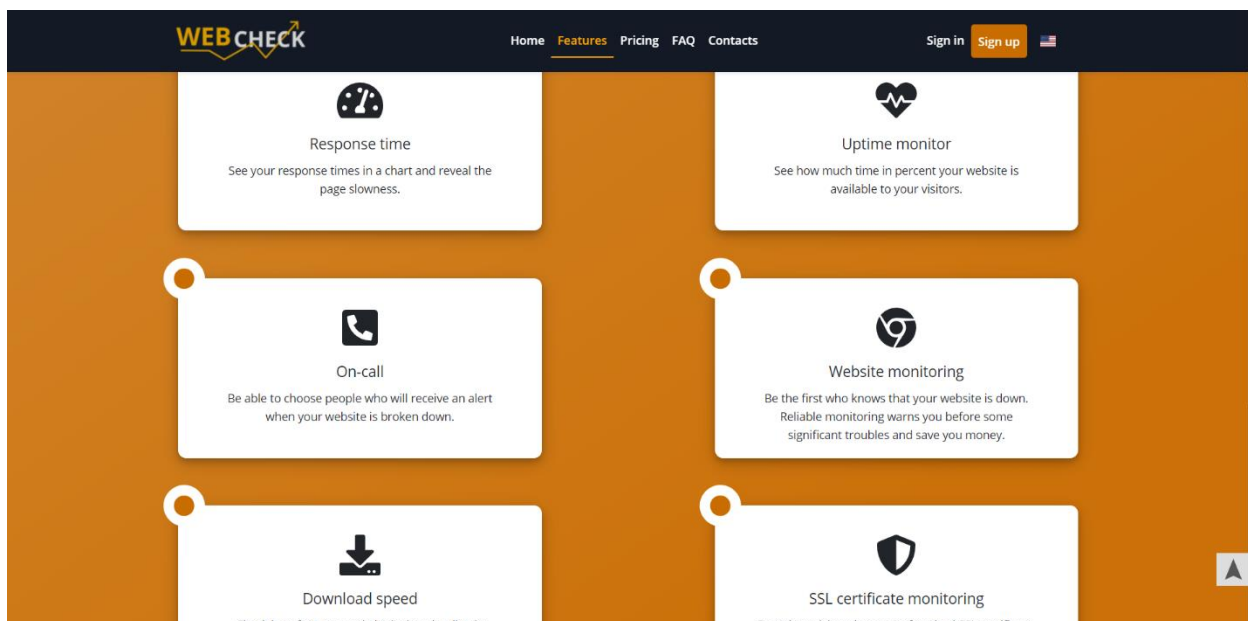 WEBCHECK
Home Features Pricing FAQ Contacts
Sign in Sign up
Response time
See your response times in a chart and reveal the
page slowness.
Uptime monitor
See how much time in percent your website is
available to your visitors.
On-call
Be able to choose people who will receive an alert
when your website is broken down.
Website monitoring
Be the first who knows that your website is down.
Reliable monitoring warns you before some
significant troubles and save you money.
Download speed
SSL certificate monitoring